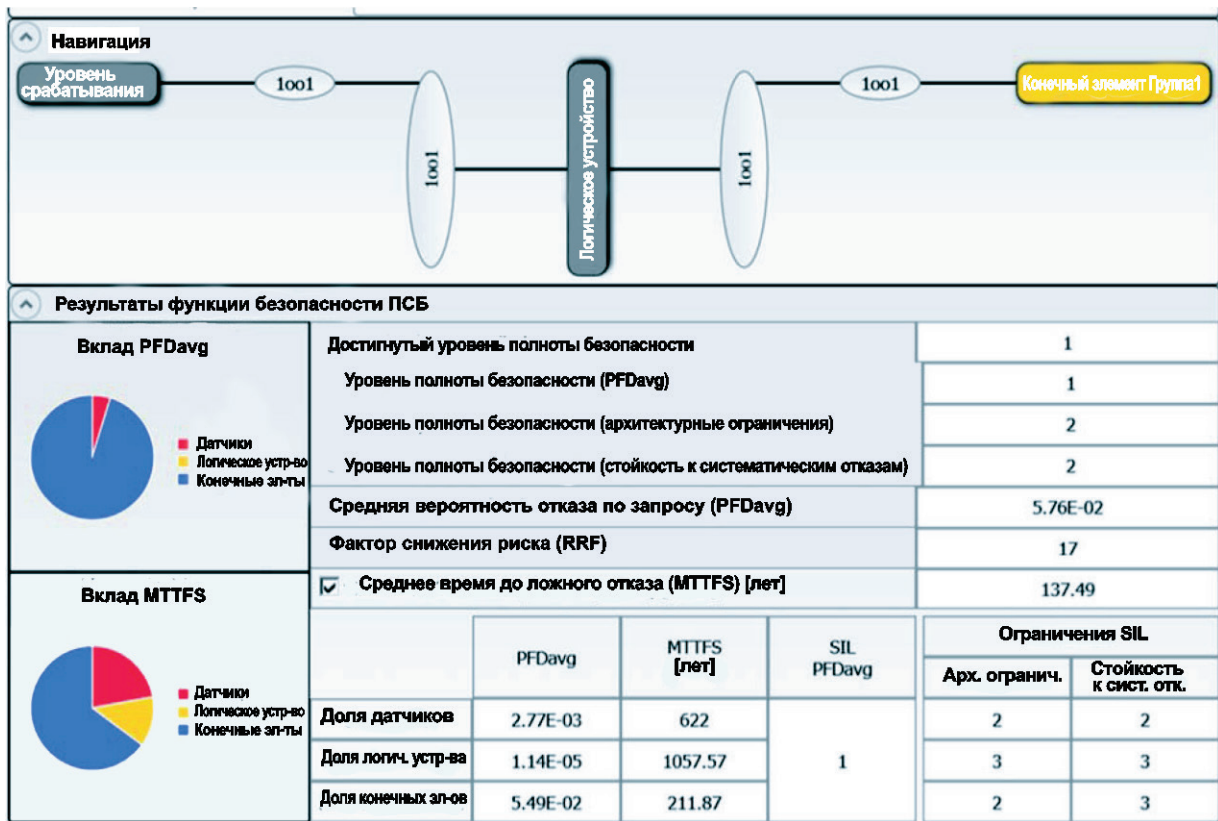 Навигация
Уровень
срабатывания
1oo1
1oo1
Логическое устройство
1oo1
1oo1
Конечный элемент Группа1
Результаты функции безопасности ПСБ
Вклад PFDavg
Датчики
Логическое устр-во
Конечные эл-ты
Достигнутый уровень полноты безопасности 1
Уровень полноты безопасности (PFDavg) 1
Уровень полноты безопасности (архитектурные ограничения) 2
Уровень полноты безопасности (стойкость к систематическим отказам) 2
Средняя вероятность отказа по запросу (PFDavg) 5.76E-02
Фактор снижения риска (RRF) 17
Среднее время до ложного отказа (MTTFS) [лет] 137.49
Вклад MTTFS
Датчики
Логическое устр-во
Конечные эл-ты
PFDavg
MTTFS
[лет]
SIL
PFDavg
Ограничения SIL
Арх. огранич.
Стойкость
к сист. отк.
Доля датчиков 2.77E-03 622 2 2
Доля логич. устр-ва 1.14E-05 1057.57 1 3 3
Доля конечных эл-ов 5.49E-02 211.87 2 3